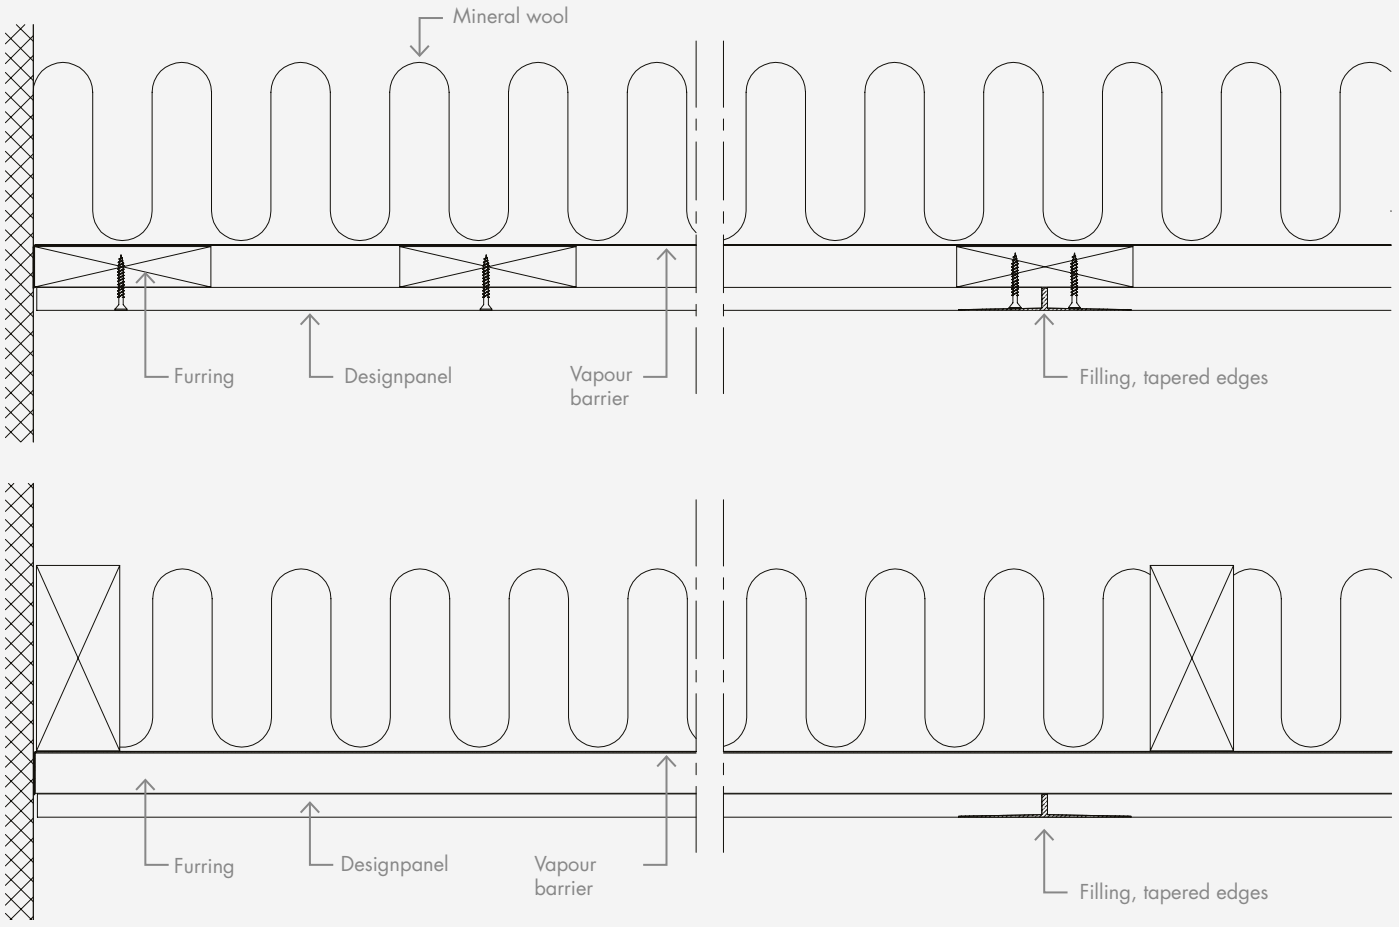 Mineral wool
Furring
Designpanel
Vapour
barrier
Filling, tapered edges
Furring
Designpanel
Vapour
barrier
Filling, tapered edges